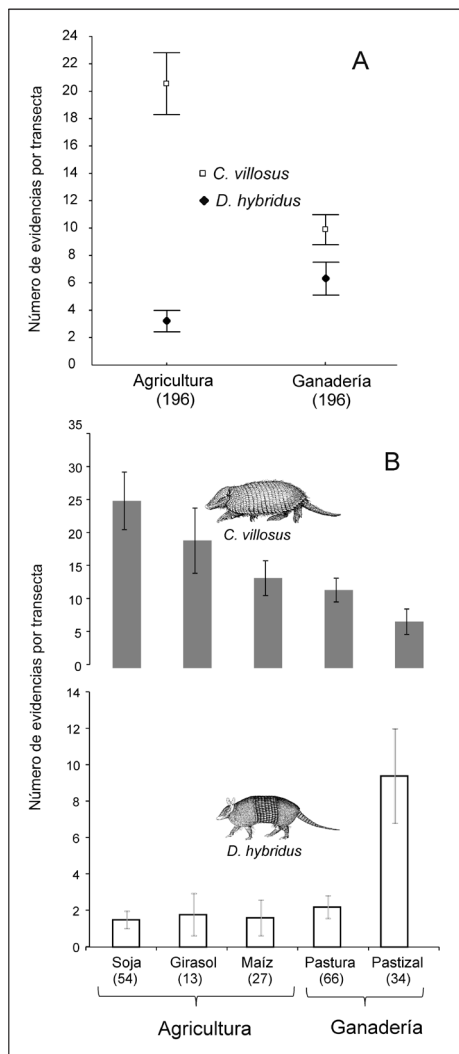 A
Número de evidencias por transecta
24
22
20
18
16
14
12
10
8
6
4
2
0
C. villosus
D. hybridus
Agricultura
(196)
Ganadería
(196)
B
Número de evidencias por transecta
35
30
25
20
15
10
5
0
C. villosus
14
12
10
8
6
4
2
0
D. hybridus
Soja Girasol Maíz Pastura Pastizal
(54) (13) (27) (66) (34)
Agricultura Ganadería